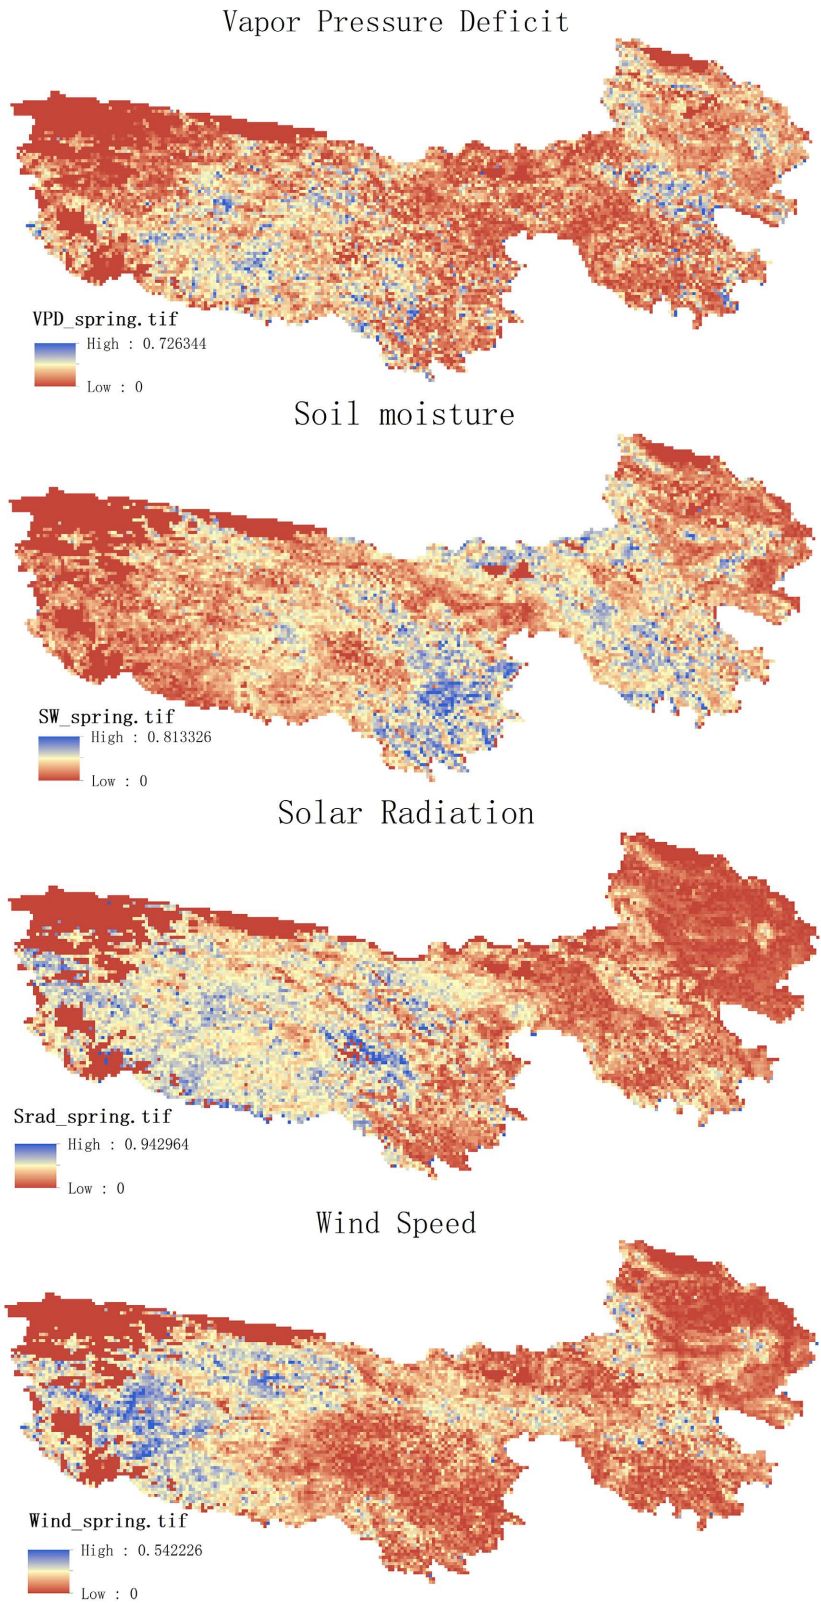 Vapor Pressure Deficit
VPD_spring.tif
High : 0.726344
Low : 0
Soil moisture
SW_spring.tif
High : 0.813326
Low : 0
Solar Radiation
Srad_spring.tif
High : 0.942964
Low : 0
Wind Speed
Wind_spring.tif
High : 0.542226
Low : 0